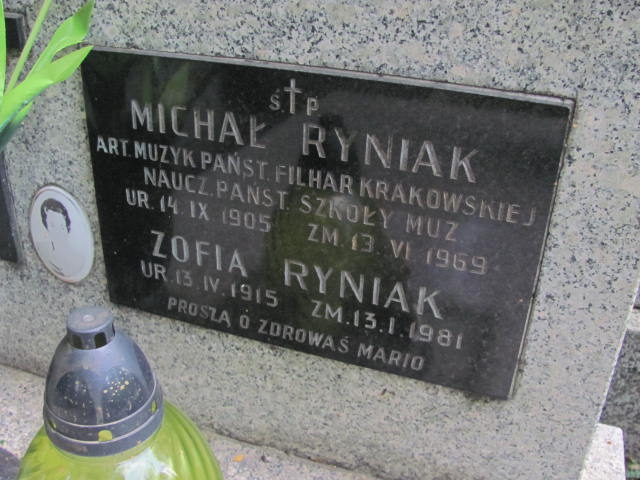 Ś†P
MICHAŁ RYNIAK
ART. MUZYK PAŃST. FILHAR KRAKOWSKIEJ
NAUCZ. PAŃST. SZKOŁY MUZ
UR. 14. IX. 1905 ZM. 13. VI. 1969
ZOFIA RYNIAK
UR. 13. IV. 1915 ZM. 13. I. 1981
PROSZĄ O ZDROWAŚ MARIO